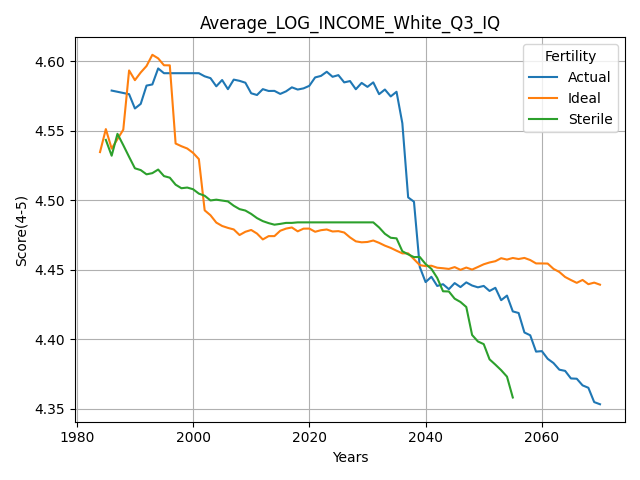 Average_LOG_INCOME_White_Q3_IQ
Score(4-5)
4.60
4.55
4.50
4.45
4.40
4.35
Fertility
Actual
Ideal
Sterile
1980
2000
2020
2040
2060
Years